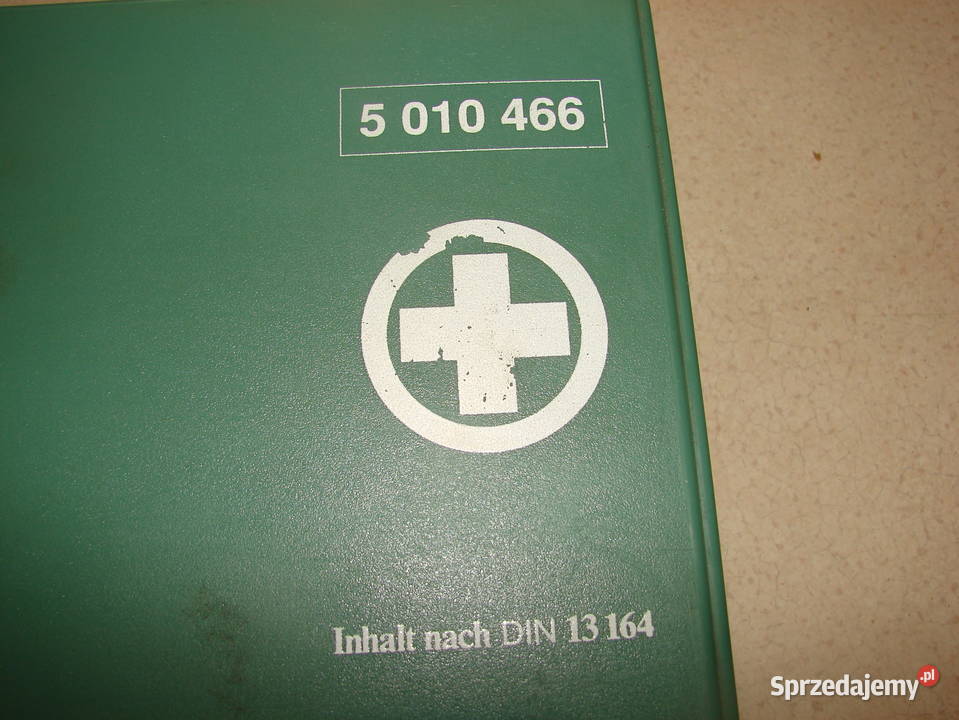 5 010 466
Inhalt nach DIN 13 164
Sprzedajemy.pl